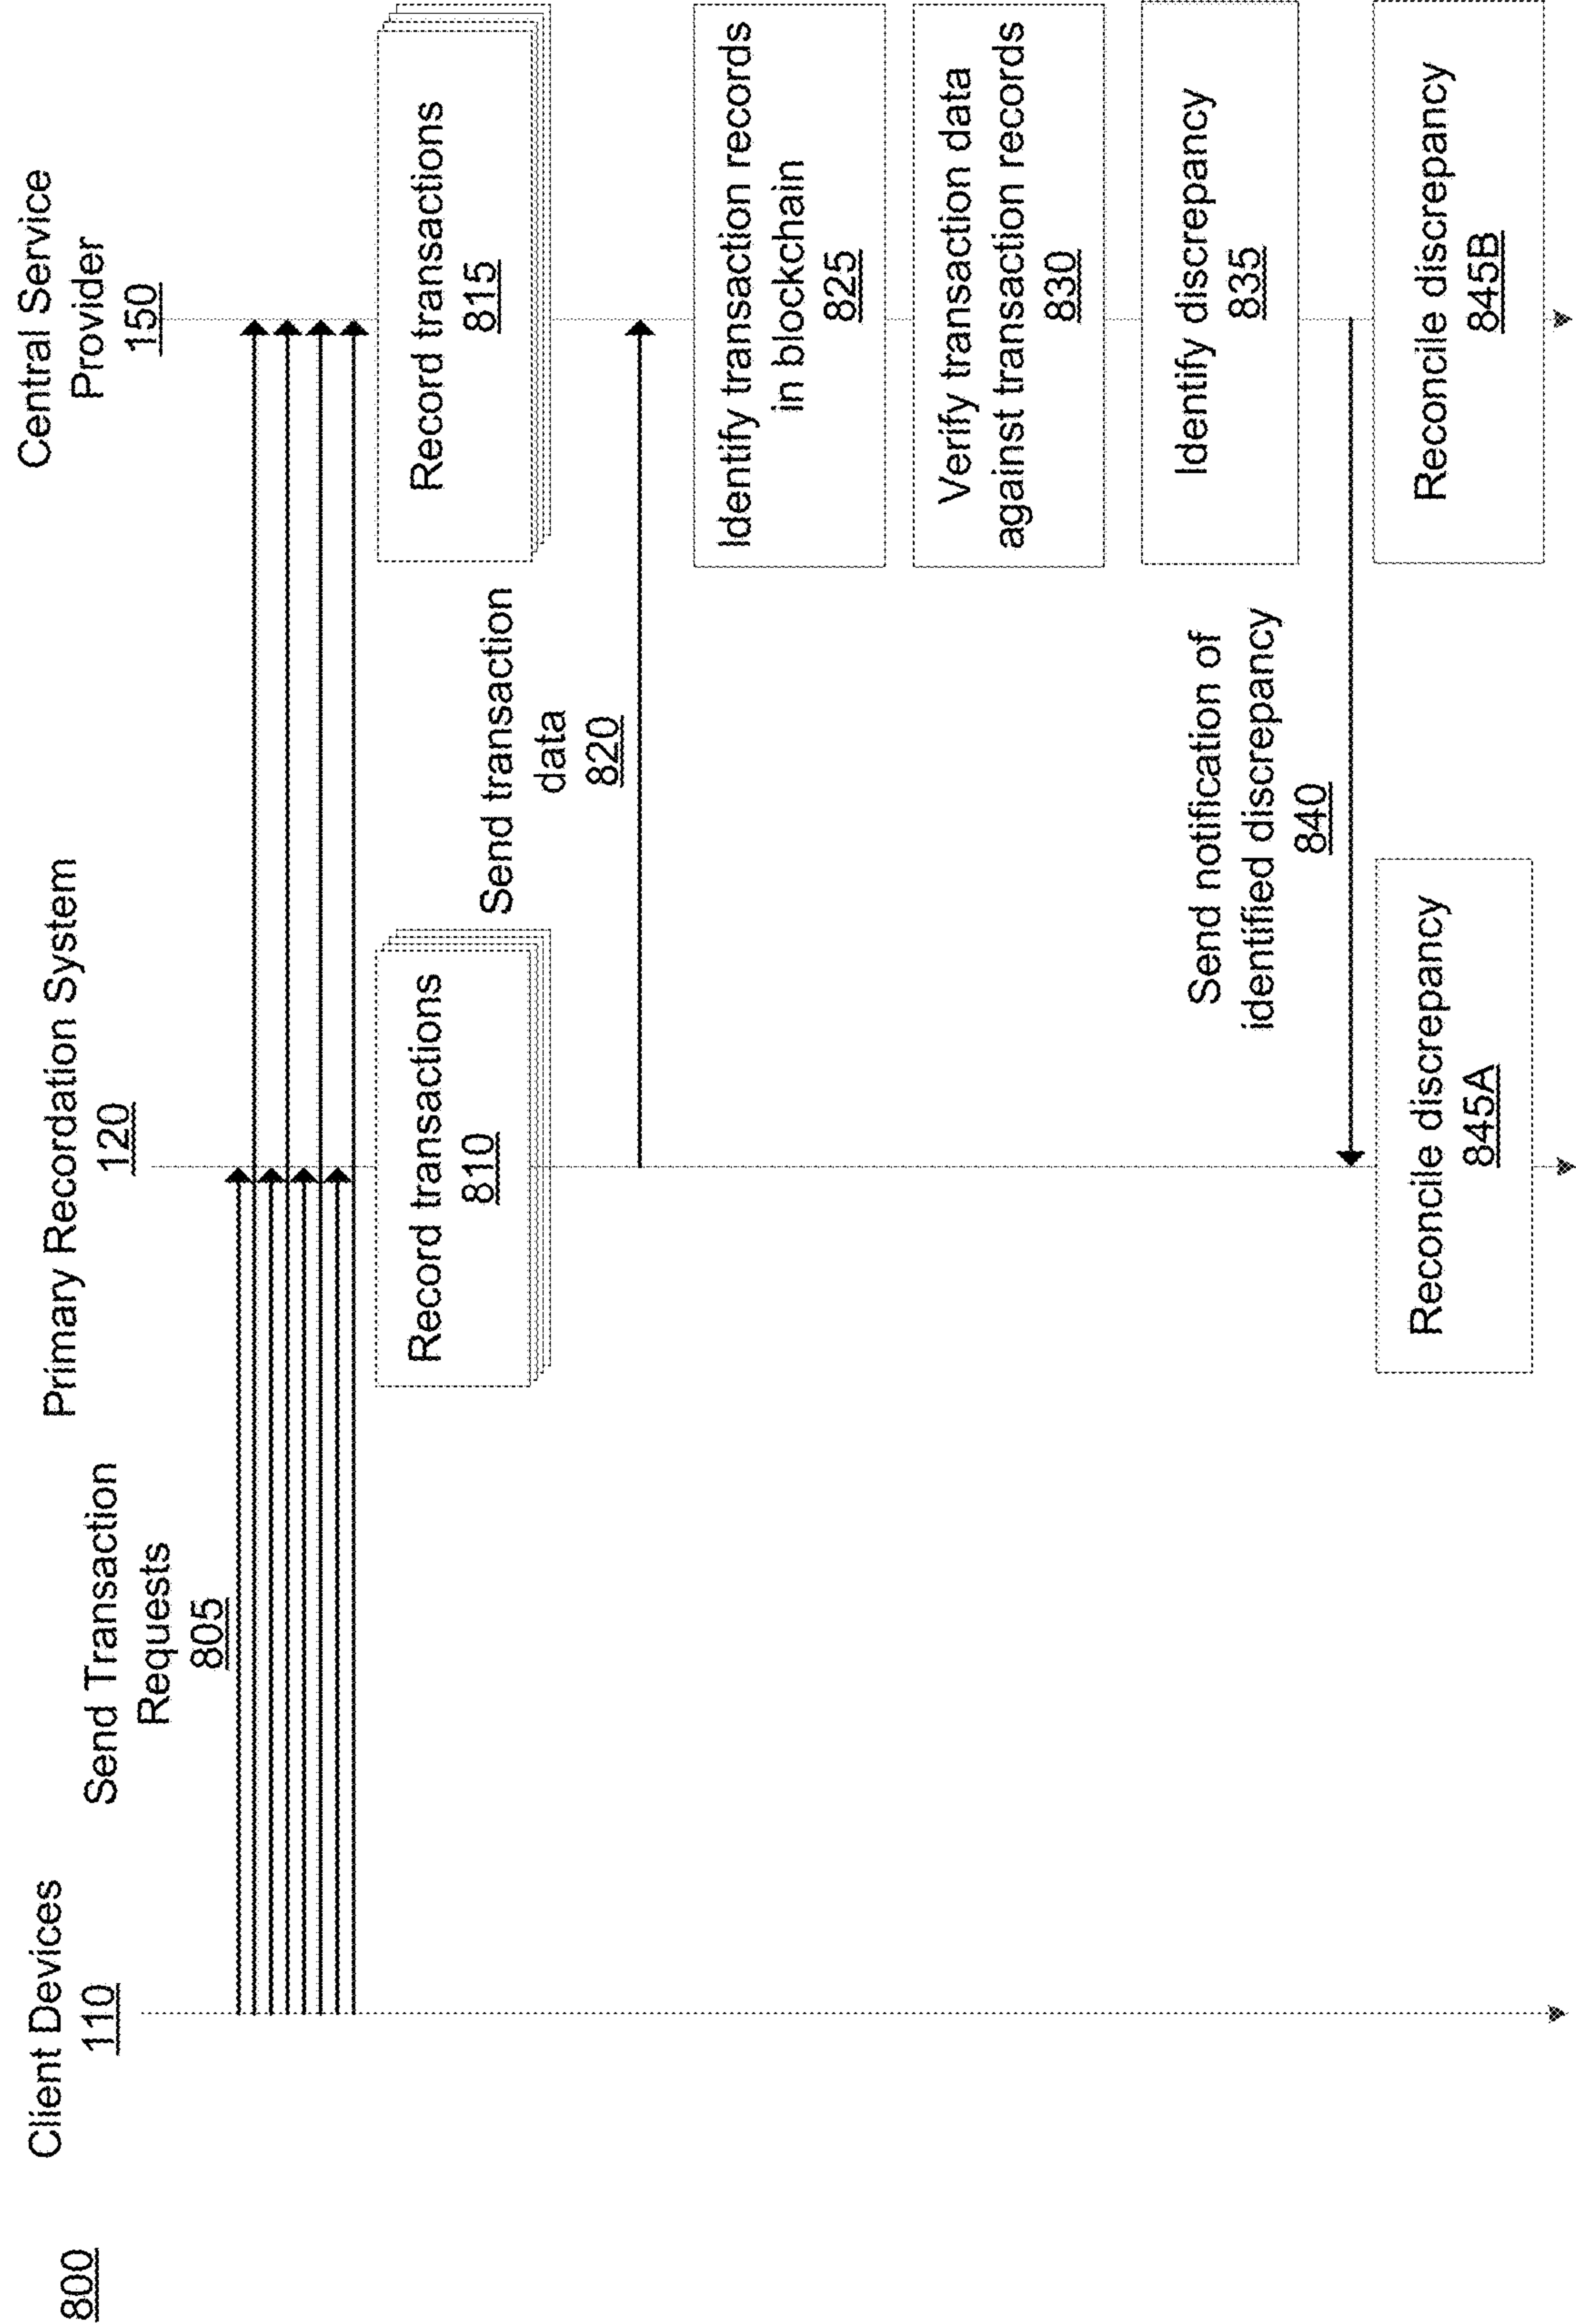 800
Client Devices
110
Send Transaction
Requests
805
Primary Recordation System
120
Central Service
Provider
150
Record transactions
810
Record transactions
815
Send transaction
data
820
Identify transaction records
in blockchain
825
Verify transaction data
against transaction records
830
Identify discrepancy
835
Send notification of
identified discrepancy
840
Reconcile discrepancy
845A
Reconcile discrepancy
845B